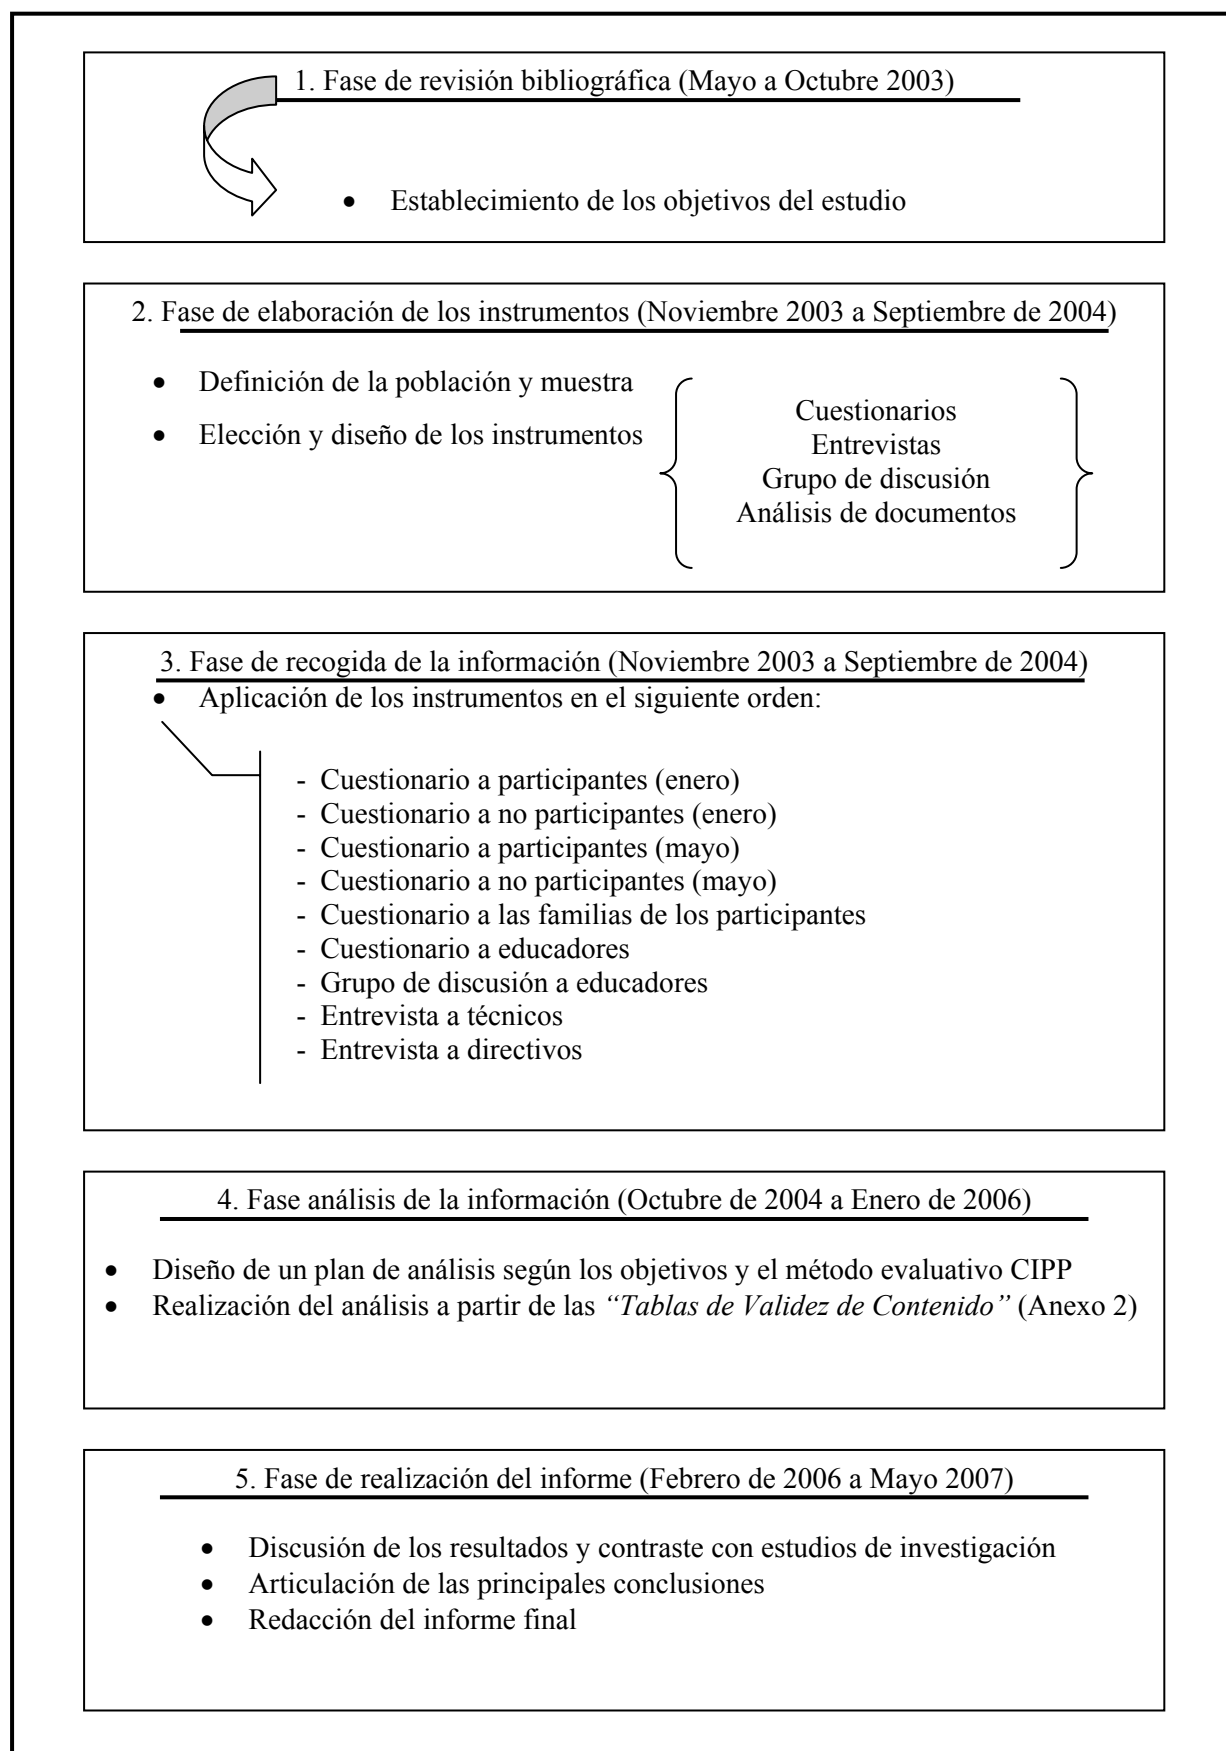 1. Fase de revisión bibliográfica (Mayo a Octubre 2003)
• Establecimiento de los objetivos del estudio
2. Fase de elaboración de los instrumentos (Noviembre 2003 a Septiembre de 2004)
• Definición de la población y muestra
• Elección y diseño de los instrumentos
Cuestionarios
Entrevistas
Grupo de discusión
Análisis de documentos
3. Fase de recogida de la información (Noviembre 2003 a Septiembre de 2004)
• Aplicación de los instrumentos en el siguiente orden:
- Cuestionario a participantes (enero)
- Cuestionario a no participantes (enero)
- Cuestionario a participantes (mayo)
- Cuestionario a no participantes (mayo)
- Cuestionario a las familias de los participantes
- Cuestionario a educadores
- Grupo de discusión a educadores
- Entrevista a técnicos
- Entrevista a directivos
4. Fase análisis de la información (Octubre de 2004 a Enero de 2006)
• Diseño de un plan de análisis según los objetivos y el método evaluativo CIPP
• Realización del análisis a partir de las “Tablas de Validez de Contenido” (Anexo 2)
5. Fase de realización del informe (Febrero de 2006 a Mayo 2007)
• Discusión de los resultados y contraste con estudios de investigación
• Articulación de las principales conclusiones
• Redacción del informe final